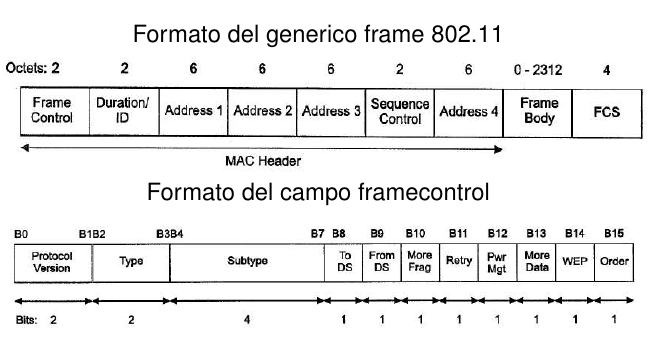 Formato del generico frame 802.11
Octets: 2 2 6 6 6 2 6 0 - 2312 4
Frame Control Duration/ ID Address 1 Address 2 Address 3 Sequence Control Address 4 Frame Body FCS
MAC Header
Formato del campo framecontrol
B0 B1B2 B3B4 B7 B8 B9 B10 B11 B12 B13 B14 B15
Protocol Version Type Subtype To DS From DS More Frag Retry Pwr Mgt More Data WEP Order
Bits: 2 2 4 1 1 1 1 1 1 1 1